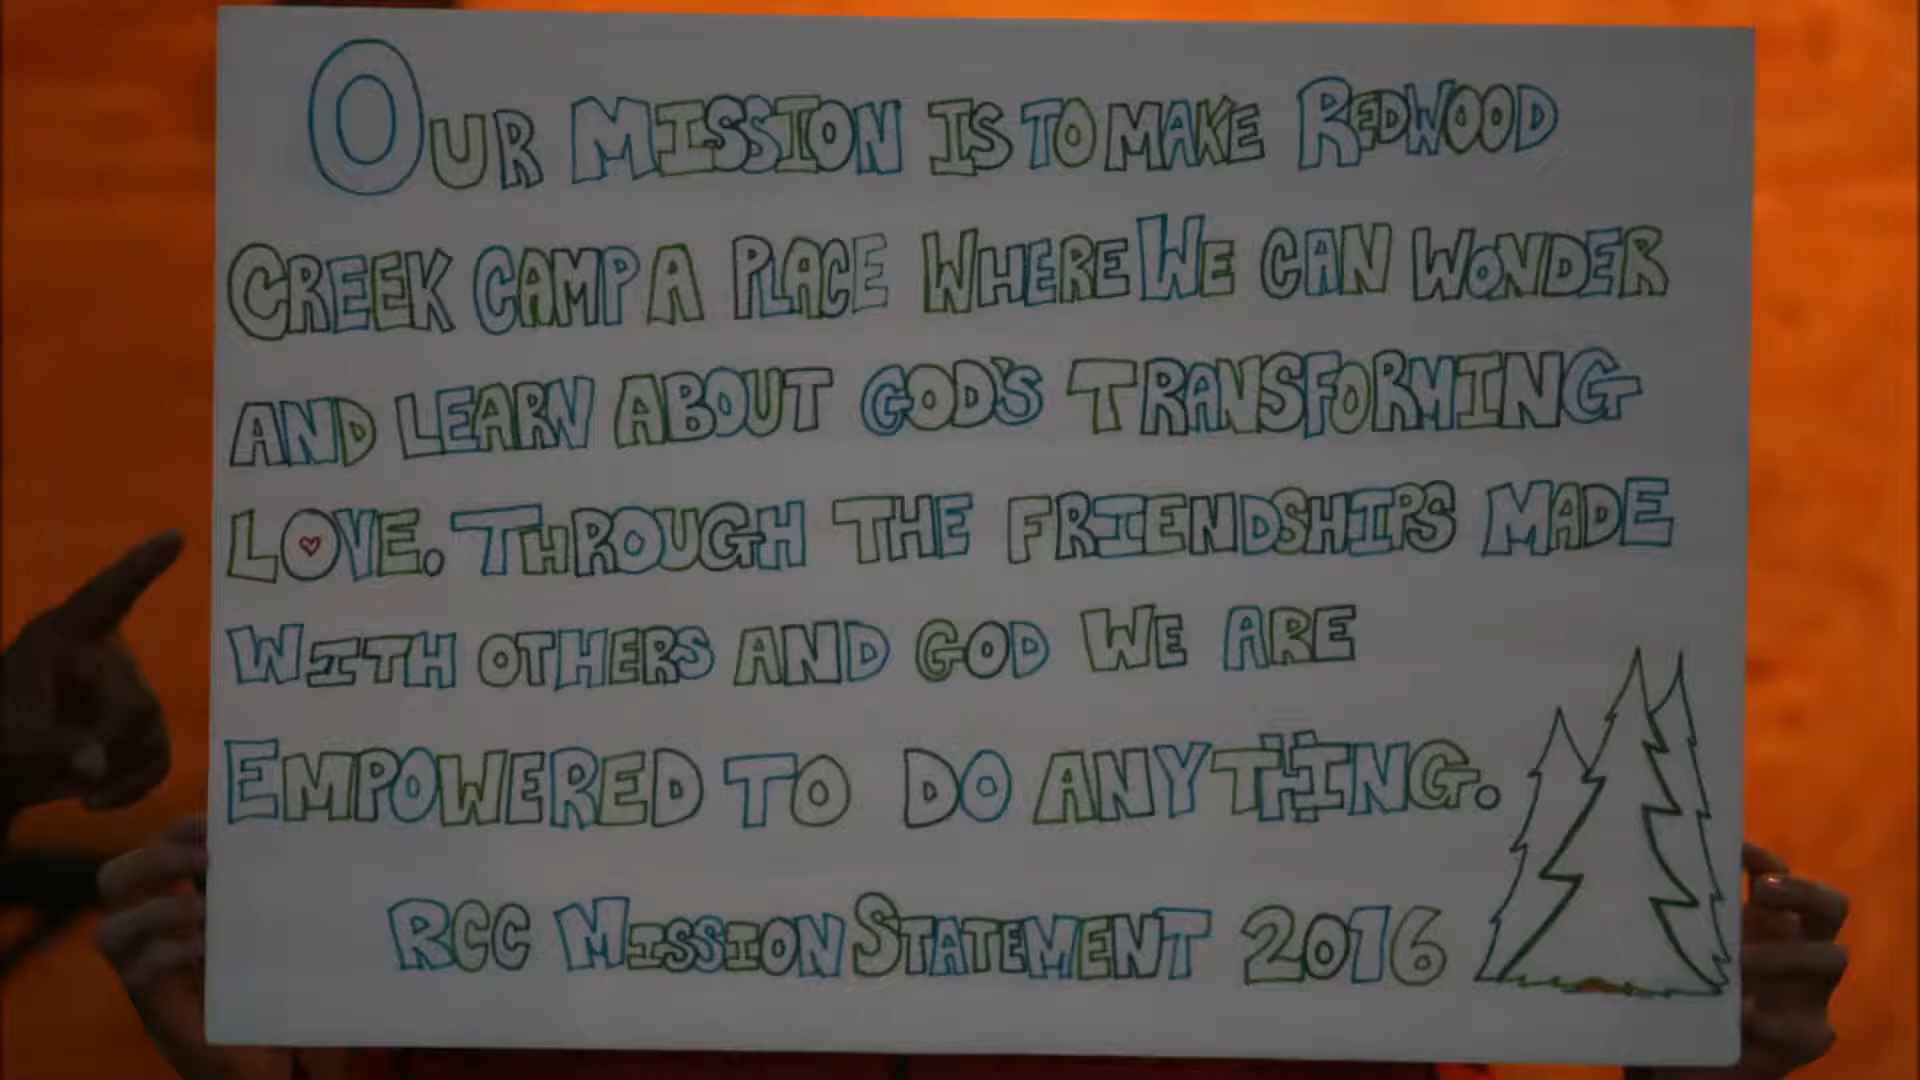 OUR MISSION IS TO MAKE REDWOOD
CREEK CAMP A PLACE WHERE WE CAN WONDER
AND LEARN ABOUT GOD'S TRANSFORMING
LOVE. THROUGH THE FRIENDSHIPS MADE
WITH OTHERS AND GOD WE ARE
EMPOWERED TO DO ANYTHING.
RCC MISSION STATEMENT 2016